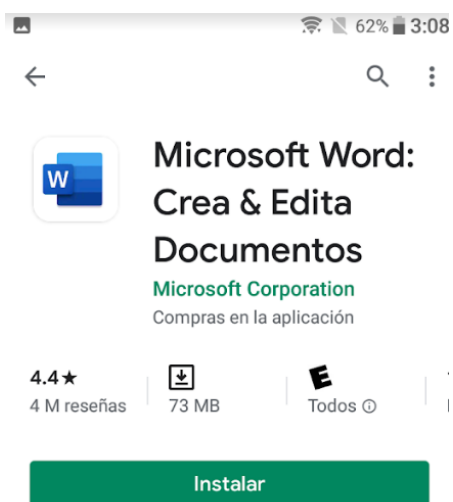 62% 3:08
Microsoft Word:
Crea & Edita
Documentos
Microsoft Corporation
Compras en la aplicación
W
4.4★
4 M reseñas
73 MB
E
Todos
Instalar